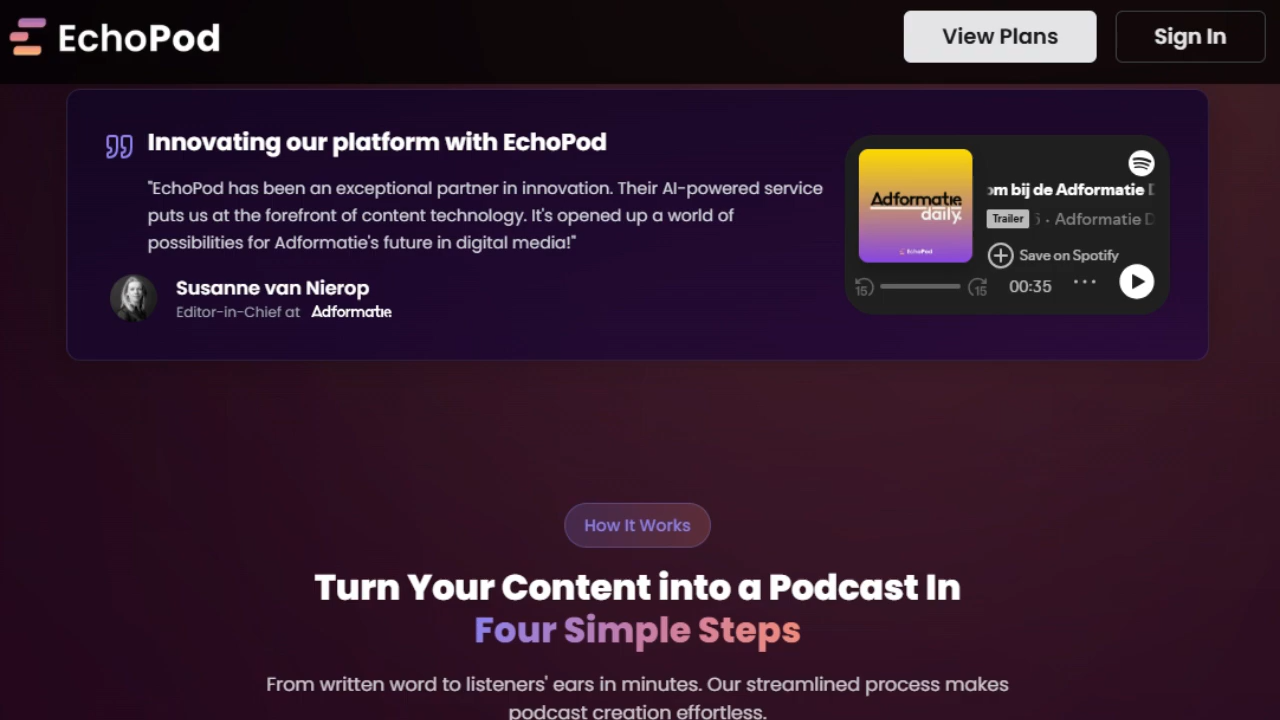 EchoPod
View Plans
Sign In
Innovating our platform with EchoPod
"EchoPod has been an exceptional partner in innovation. Their AI-powered service
puts us at the forefront of content technology. It's opened up a world of
possibilities for Adformatie's future in digital media!"
Susanne van Nierop
Editor-in-Chief at Adformatie
Adformatie
daily.
EchoPod
om bij de Adformatie D
Trailer 6 · Adformatie D
Save on Spotify
15
15
00:35
How It Works
Turn Your Content into a Podcast In
Four Simple Steps
From written word to listeners' ears in minutes. Our streamlined process makes
podcast creation effortless.